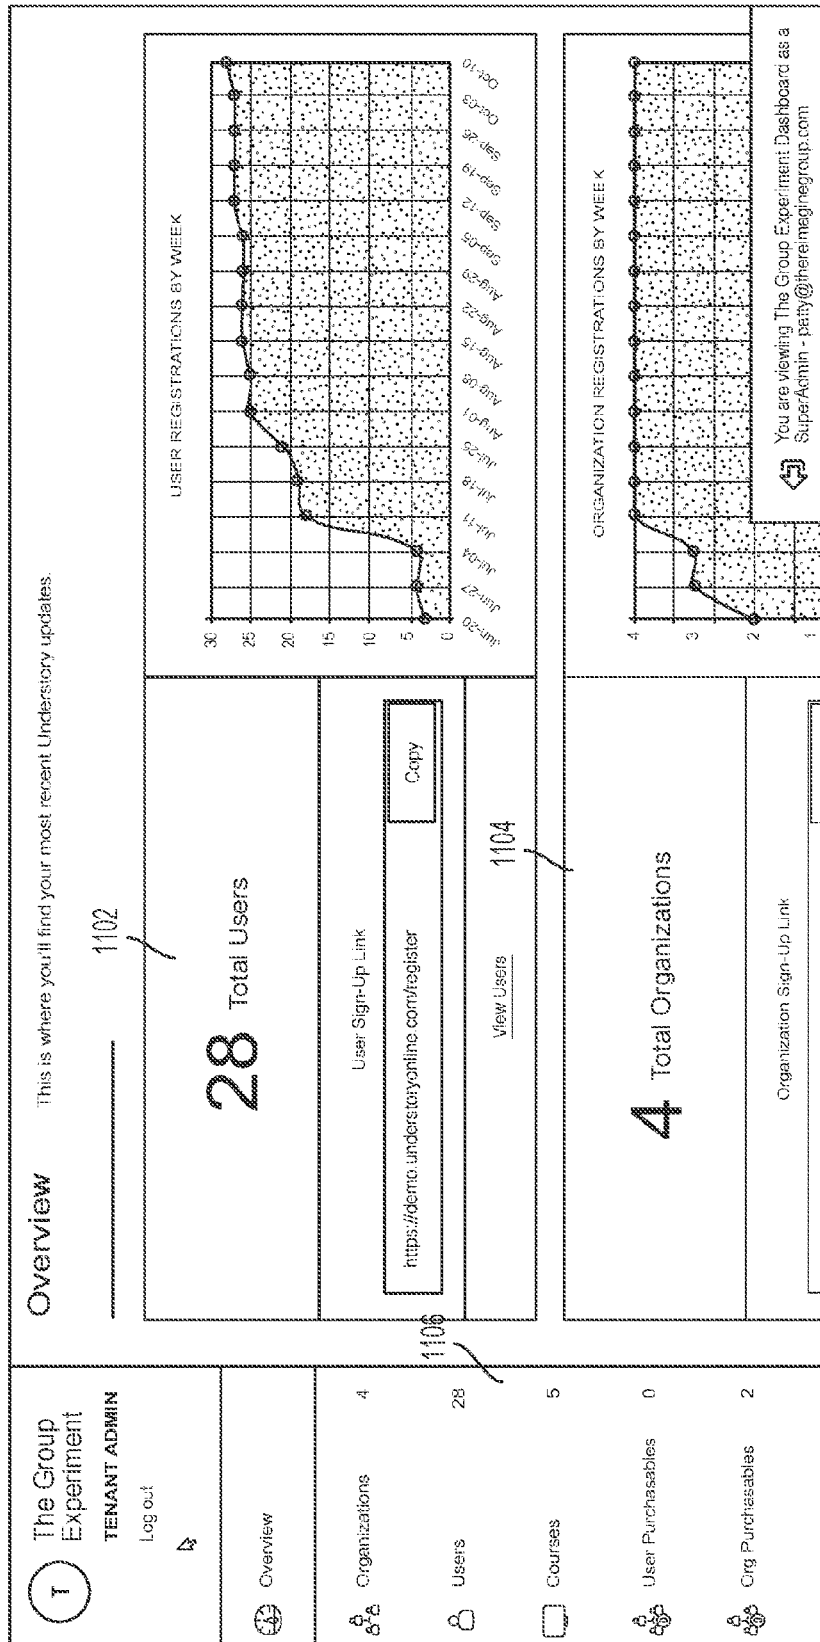 T
The Group
Experiment
TENANT ADMIN
Log out
Overview
Organizations 4
Users 28
Courses 5
User Purchasables 0
Org Purchasables 2
1106
Overview
This is where you'll find your most recent Understory updates.
1102
28 Total Users
User Sign-Up Link
https://demo.understoryonline.com/register
Copy
View Users
USER REGISTRATIONS BY WEEK
30
25
20
15
10
5
0
Jun-20
Jun-27
Jul-04
Jul-11
Jul-18
Jul-25
Aug-01
Aug-08
Aug-15
Aug-22
Aug-29
Sep-05
Sep-12
Sep-19
Sep-26
Oct-03
Oct-10
1104
4 Total Organizations
Organization Sign-Up Link
ORGANIZATION REGISTRATIONS BY WEEK
4
3
2
1
You are viewing The Group Experiment Dashboard as a
SuperAdmin - patty@thereimaginegroup.com